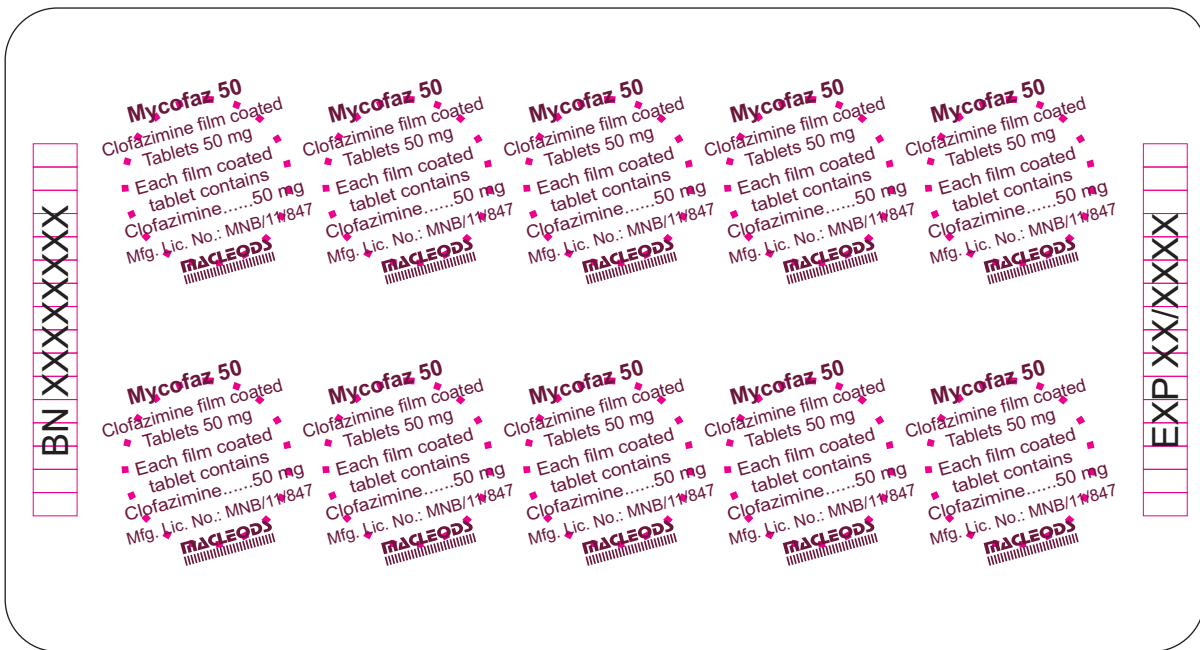 Mycofaz 50
Clofazimine film coated
Tablets 50 mg
Each film coated
tablet contains
Clofazimine......50 mg
Mfg. Lic. No.: MNB/11/847
MACLEODS
Mycofaz 50
Clofazimine film coated
Tablets 50 mg
Each film coated
tablet contains
Clofazimine......50 mg
Mfg. Lic. No.: MNB/11/847
MACLEODS
Mycofaz 50
Clofazimine film coated
Tablets 50 mg
Each film coated
tablet contains
Clofazimine......50 mg
Mfg. Lic. No.: MNB/11/847
MACLEODS
Mycofaz 50
Clofazimine film coated
Tablets 50 mg
Each film coated
tablet contains
Clofazimine......50 mg
Mfg. Lic. No.: MNB/11/847
MACLEODS
Mycofaz 50
Clofazimine film coated
Tablets 50 mg
Each film coated
tablet contains
Clofazimine......50 mg
Mfg. Lic. No.: MNB/11/847
MACLEODS
BN XXXXXXXXX
EXP XX/XXXX
Mycofaz 50
Clofazimine film coated
Tablets 50 mg
Each film coated
tablet contains
Clofazimine......50 mg
Mfg. Lic. No.: MNB/11/847
MACLEODS
Mycofaz 50
Clofazimine film coated
Tablets 50 mg
Each film coated
tablet contains
Clofazimine......50 mg
Mfg. Lic. No.: MNB/11/847
MACLEODS
Mycofaz 50
Clofazimine film coated
Tablets 50 mg
Each film coated
tablet contains
Clofazimine......50 mg
Mfg. Lic. No.: MNB/11/847
MACLEODS
Mycofaz 50
Clofazimine film coated
Tablets 50 mg
Each film coated
tablet contains
Clofazimine......50 mg
Mfg. Lic. No.: MNB/11/847
MACLEODS
Mycofaz 50
Clofazimine film coated
Tablets 50 mg
Each film coated
tablet contains
Clofazimine......50 mg
Mfg. Lic. No.: MNB/11/847
MACLEODS